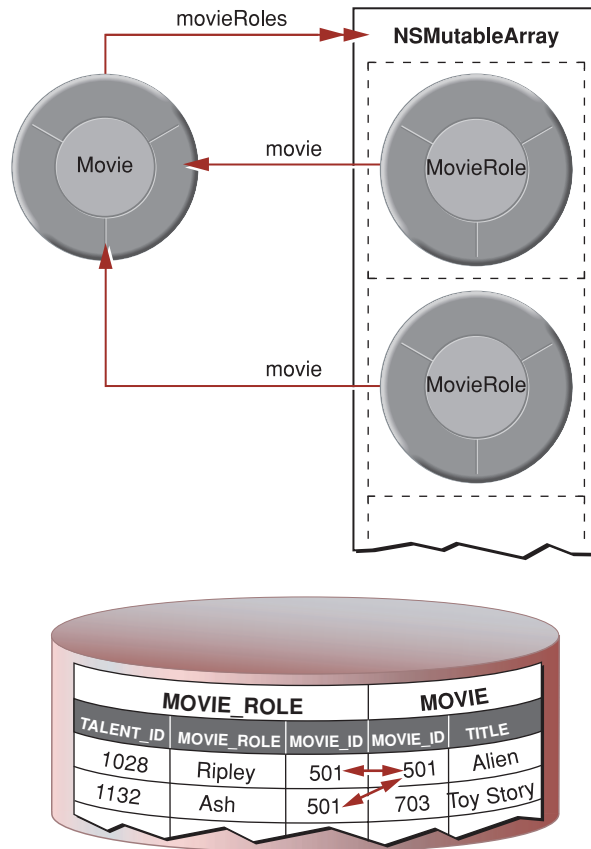 movieRoles
NSMutableArray
Movie
movie
MovieRole
movie
MovieRole
MOVIE_ROLE MOVIE
TALENT_ID MOVIE_ROLE MOVIE_ID MOVIE_ID TITLE
1028 Ripley 501 501 Alien
1132 Ash 501 703 Toy Story